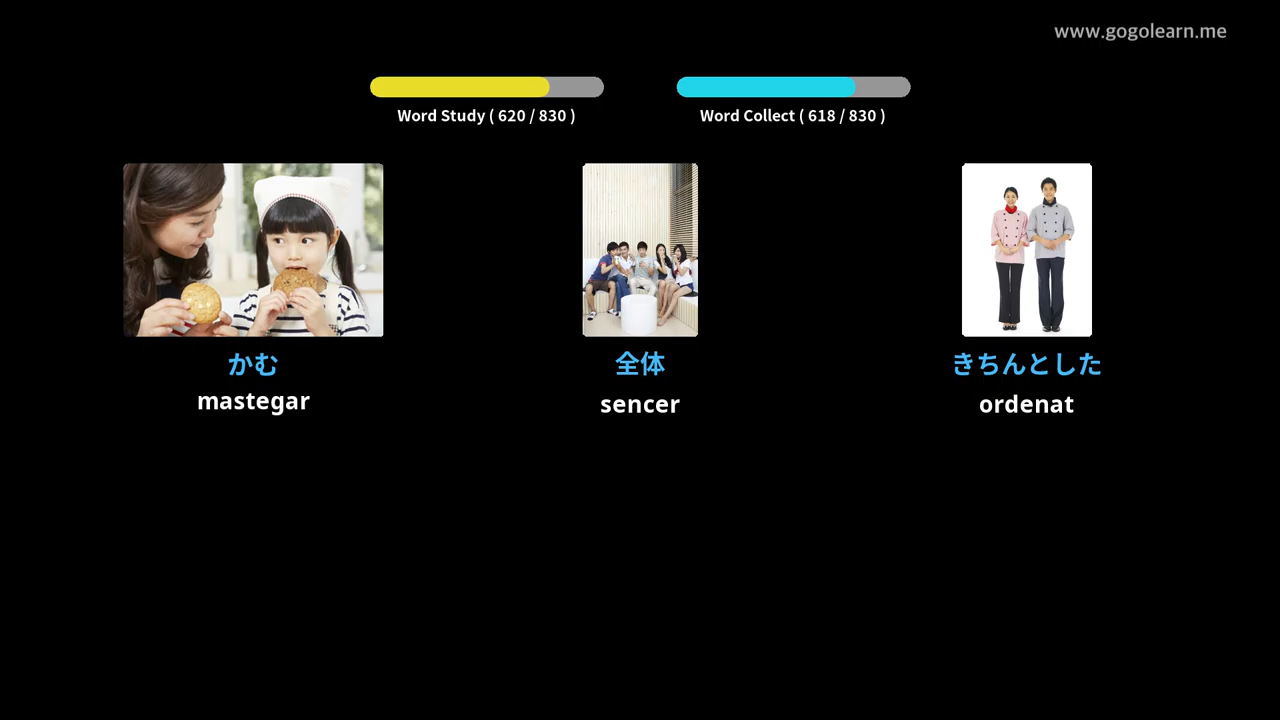 www.gogolearn.me
Word Study ( 620 / 830 )
Word Collect ( 618 / 830 )
かむ
mastegar
全体
sencer
きちんとした
ordenat